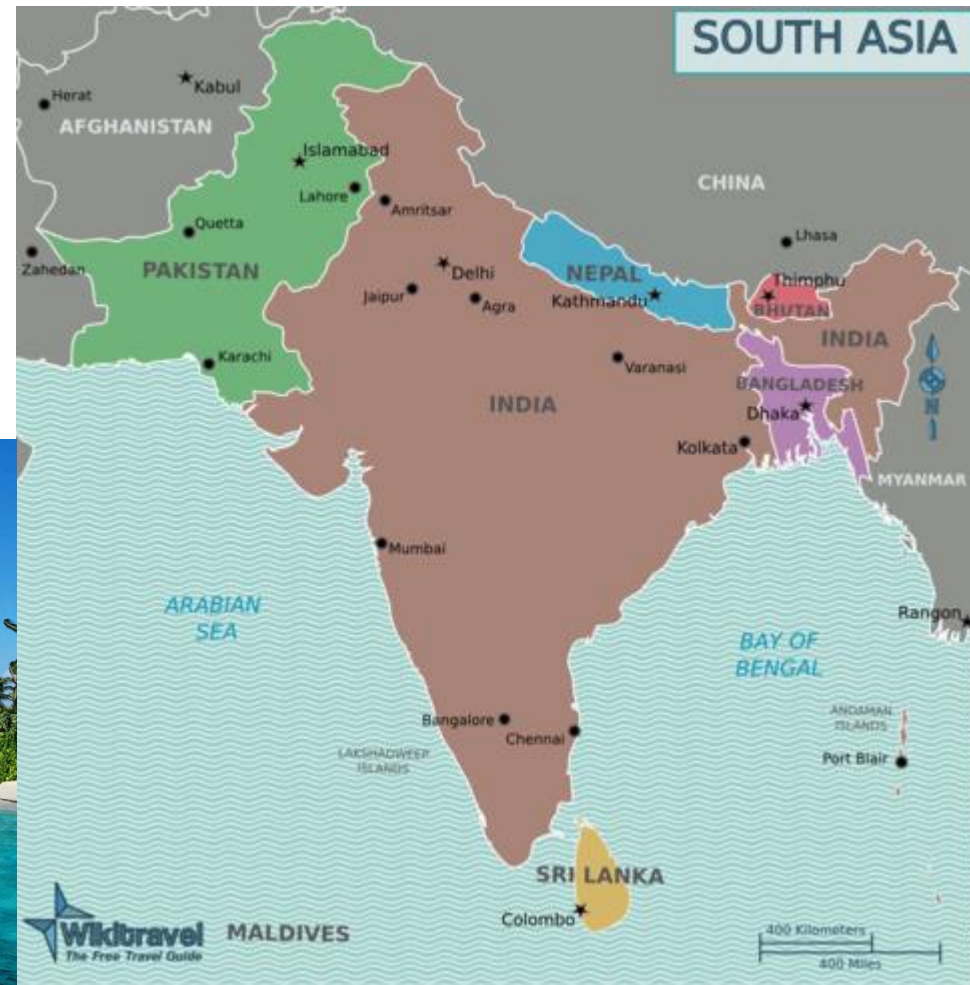 SOUTH ASIA
Kabul
Herat
AFGHANISTAN
Islamabad
CHINA
Lahore
Amritsar
Quetta
Lhasa
Zahedan
PAKISTAN
Delhi
NEPAL
Thimphu
Jaipur
Agra
Kathmandu
BHUTAN
INDIA
Karachi
Varanasi
BANGLADESH
INDIA
Dhaka
N
Kolkata
MYANMAR
Mumbai
ARABIAN
SEA
Rangon
BAY OF
BENGAL
ANDAMAN
ISLANDS
Bangalore
Chennai
LAKSHADWEEP
ISLANDS
Port Blair
SRI LANKA
Colombo
Wikitravel
The Free Travel Guide
MALDIVES
400 Kilometers
400 Miles